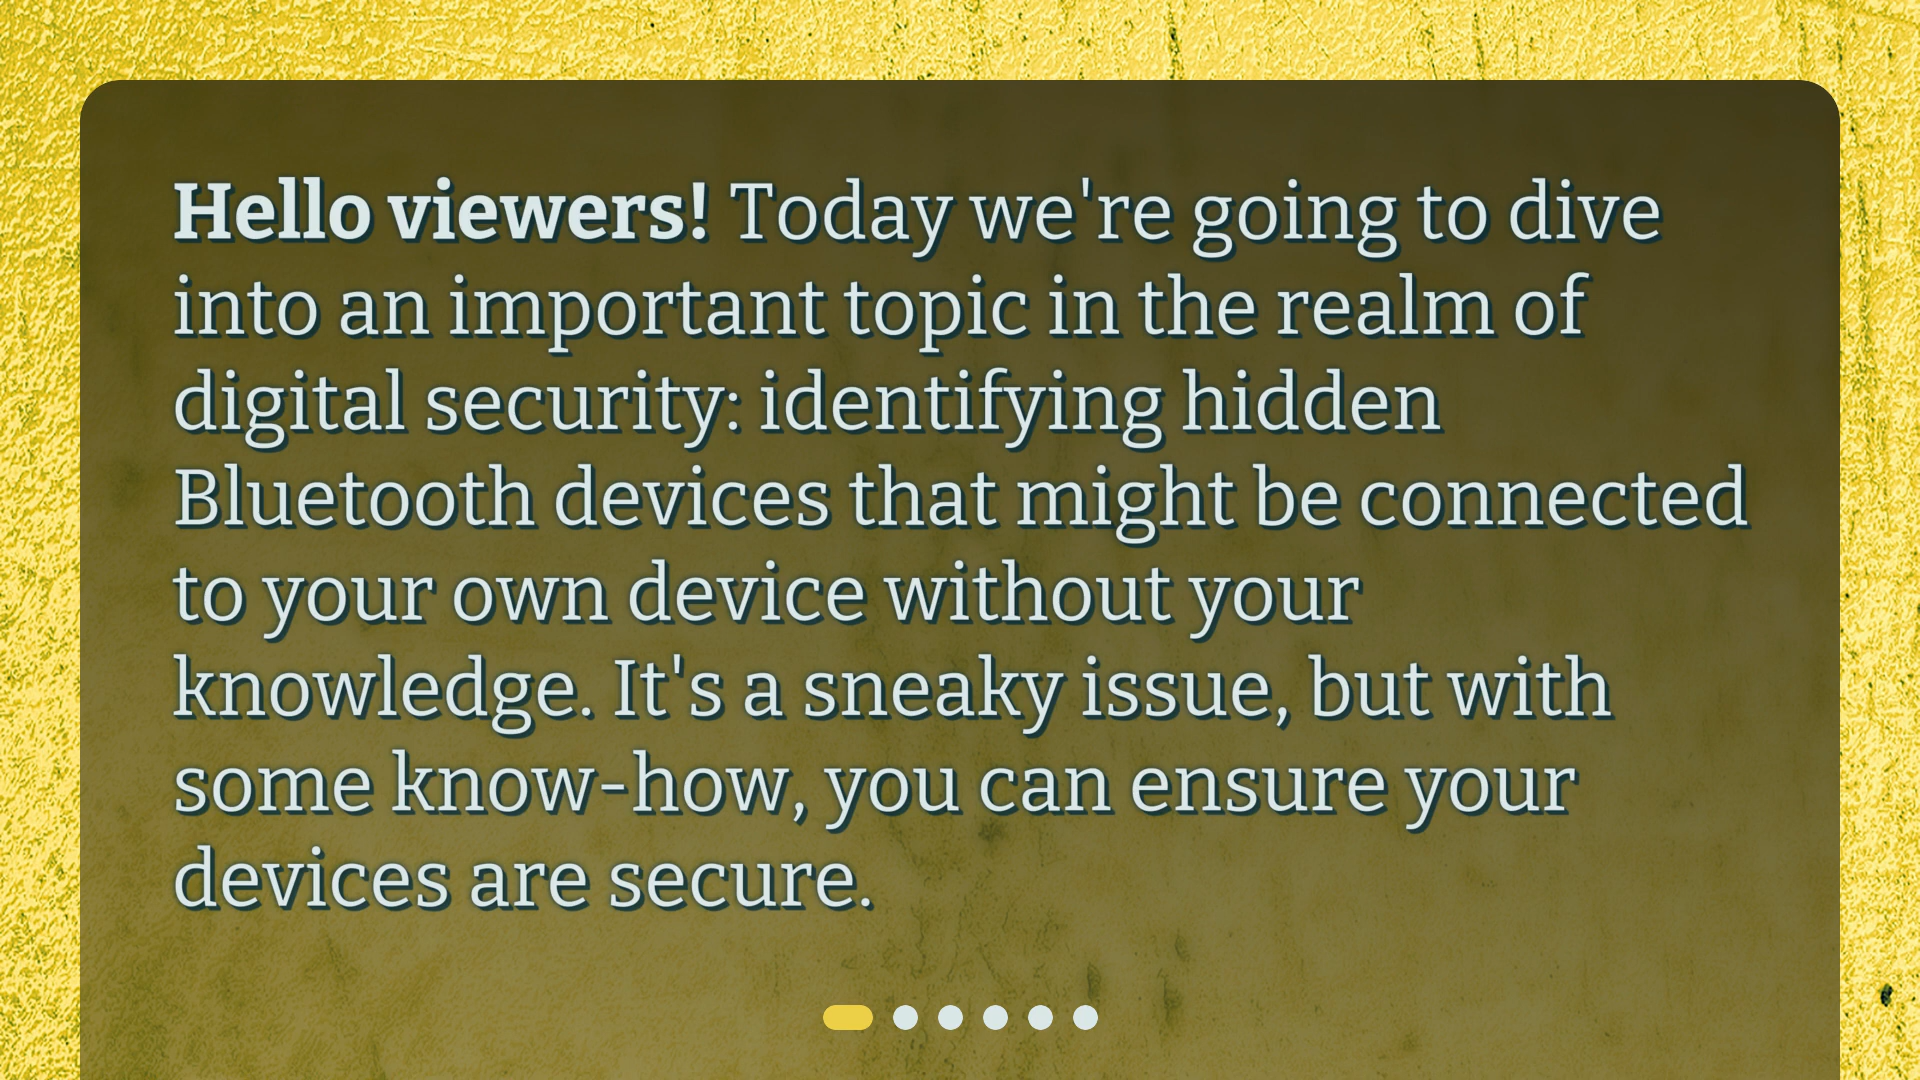 Hello viewers! Today we're going to dive
into an important topic in the realm of
digital security: identifying hidden
Bluetooth devices that might be connected
to your own device without your
knowledge. It's a sneaky issue, but with
some know-how, you can ensure your
devices are secure.